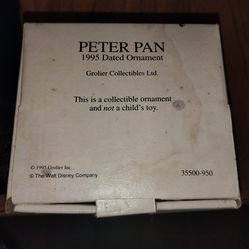 PETER PAN
1995 Dated Ornament
Grolier Collectibles Ltd.
This is a collectible ornament
and not a child's toy.
© 1995 Grolier Inc.
© The Walt Disney Company
35500-950